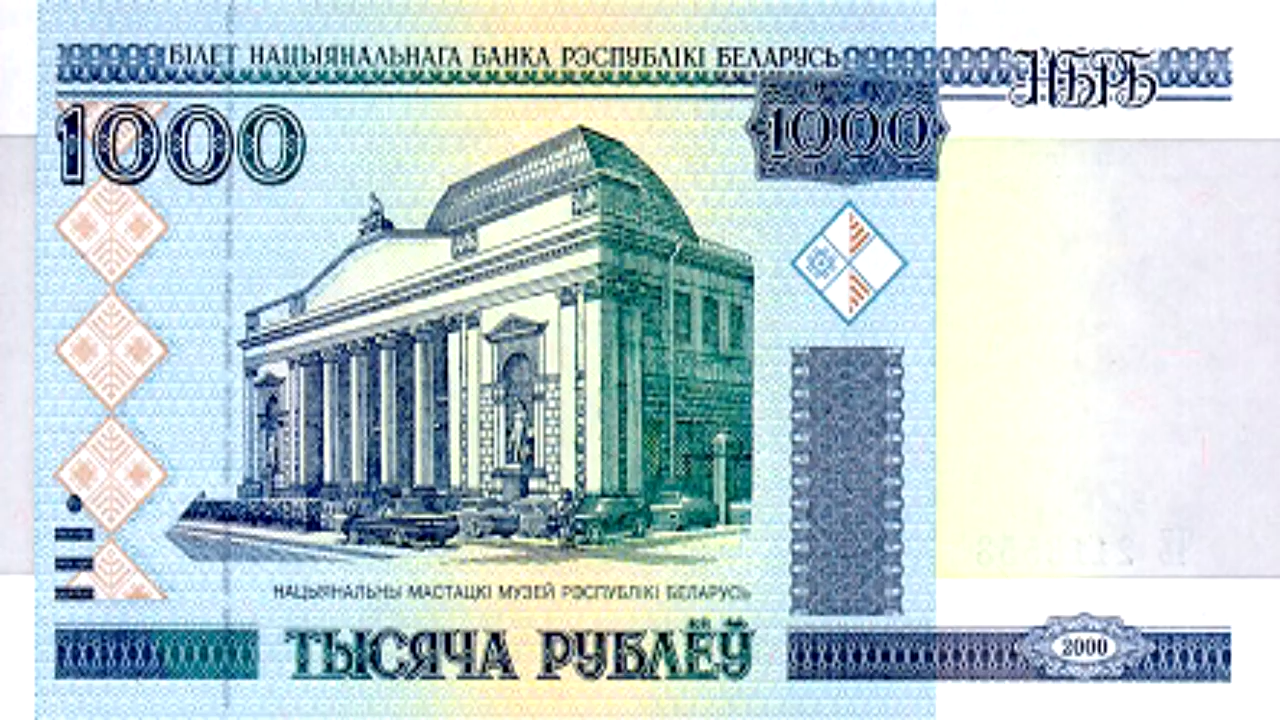 БІЛЕТ НАЦЫЯНАЛЬНАГА БАНКА РЭСПУБЛІКІ БЕЛАРУСЬ
НБРБ
1000
1000
НАЦЫЯНАЛЬНЫ МАСТАЦКІ МУЗЕЙ РЭСПУБЛІКІ БЕЛАРУСЬ
ТЫСЯЧА РУБЛЁЎ
2000